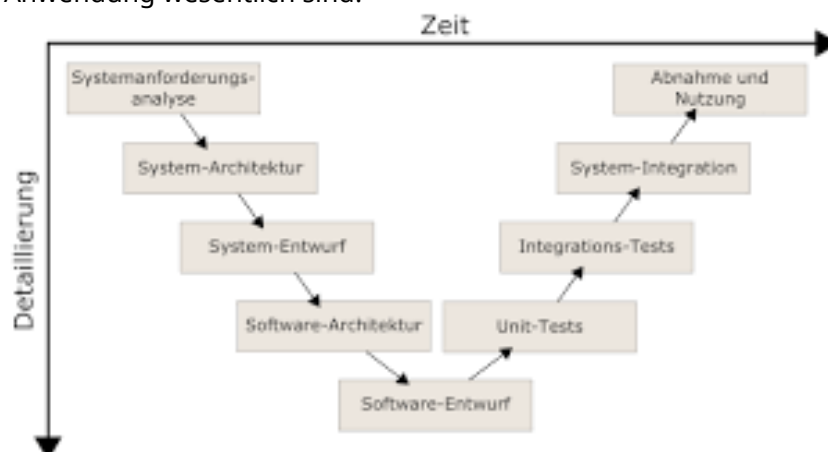 Anwendung wesentlich sind.
Zeit
Detaillierung
Systemanforderungs-
analyse
Abnahme und
Nutzung
System-Architektur
System-Integration
System-Entwurf
Integrations-Tests
Software-Architektur
Unit-Tests
Software-Entwurf